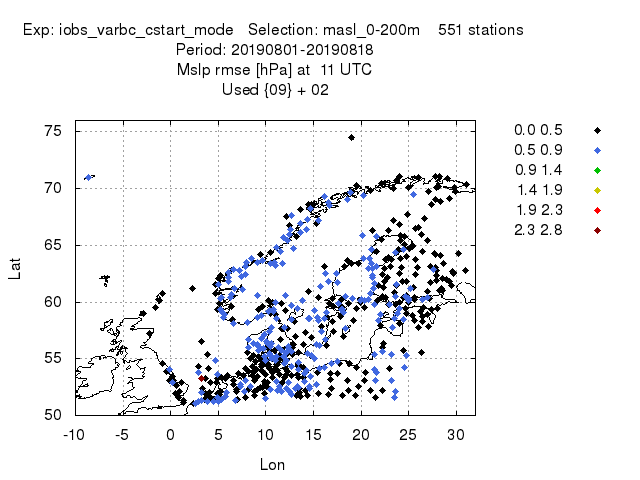 Exp: iobs_varbc_cstart_mode   Selection: masl_0-200m    551 stations
Period: 20190801-20190818
Mslp rmse [hPa] at  11 UTC
Used {09} + 02
0.0 0.5
0.5 0.9
0.9 1.4
1.4 1.9
1.9 2.3
2.3 2.8
75
70
65
60
55
50
Lat
-10 -5 0 5 10 15 20 25 30
Lon